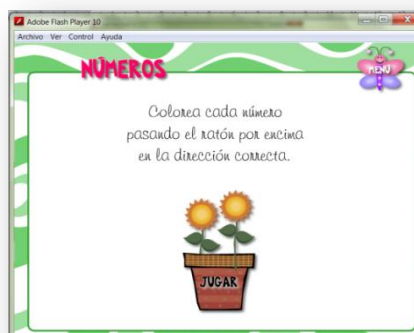 Adobe Flash Player 10
Archivo Ver Control Ayuda
NÚMEROS
MENÚ
Colorea cada número
pasando el ratón por encima
en la dirección correcta.
JUGAR